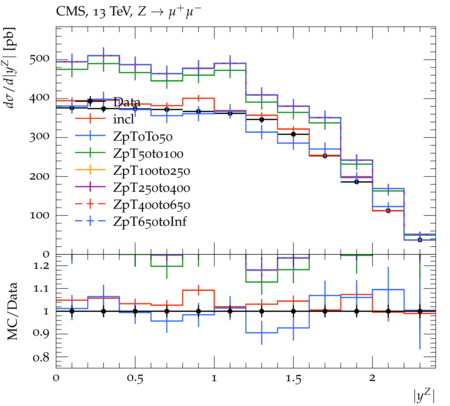 CMS, 13 TeV, Z → μ⁺μ⁻
dσ/d|y^Z| [pb]
500
400
300
200
100
0
Data
incl
ZpT0To50
ZpT50to100
ZpT100to250
ZpT250to400
ZpT400to650
ZpT650toInf
MC/Data
1.2
1.1
1
0.9
0.8
0 0.5 1 1.5 2
|y^Z|